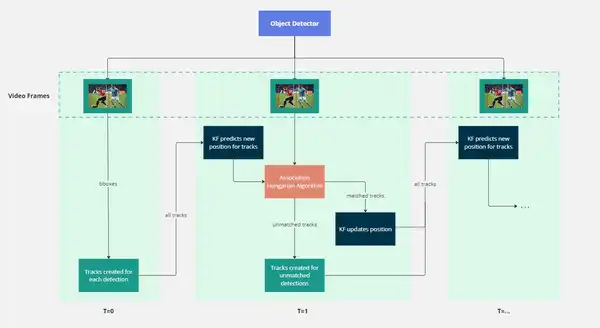 Object Detector
Video Frames
KF predicts new
position for tracks
KF predicts new
position for tracks
bboxes
all tracks
Association
Hungarian Algorithm
matched tracks
all tracks
unmatched tracks
KF updates position
...
Tracks created for
each detection
Tracks created for
unmatched
detections
T=0
T=1
T=...